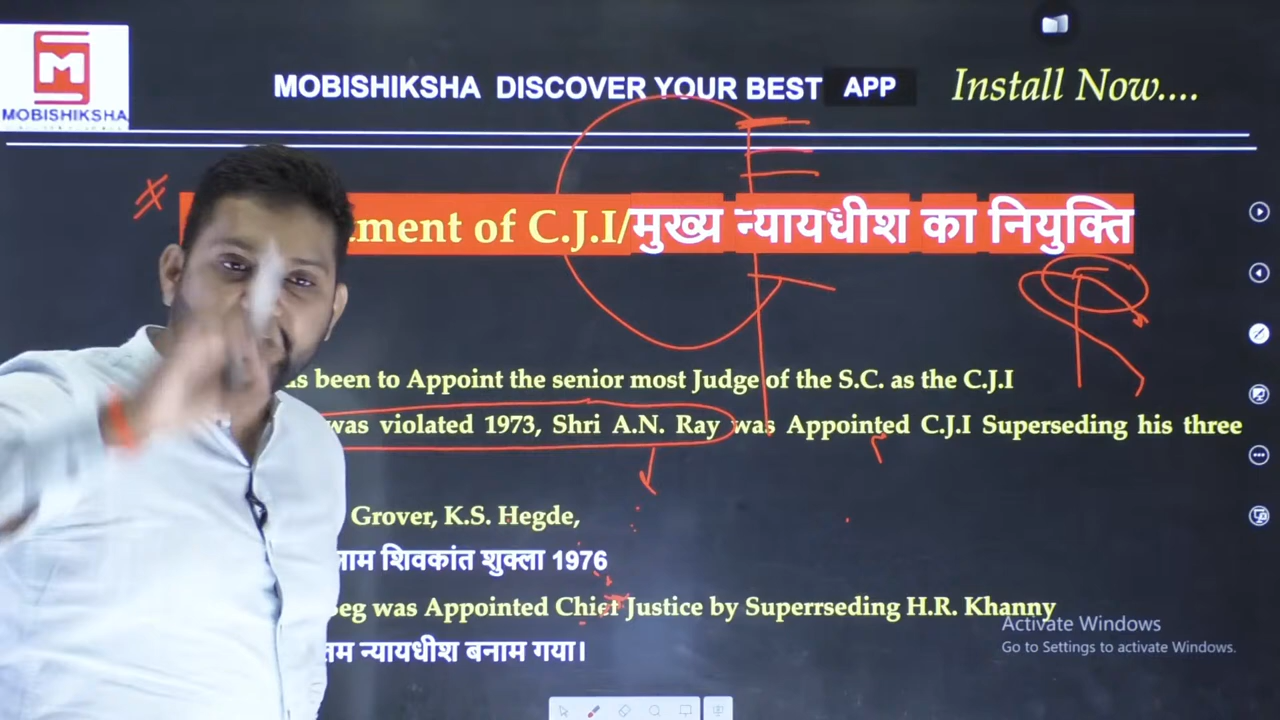 MOBISHIKSHA
MOBISHIKSHA DISCOVER YOUR BEST APP Install Now....
ment of C.J.I/मुख्य न्यायधीश का नियुक्ति
been to Appoint the senior most Judge of the S.C. as the C.J.I
was violated 1973, Shri A.N. Ray was Appointed C.J.I Superseding his three
Grover, K.S. Hegde,
शिवकांत शुक्ला 1976
was Appointed Chief Justice by Superrseding H.R. Khanny
Activate Windows
Go to Settings to activate Windows.
न्यायधीश बनाम गया।